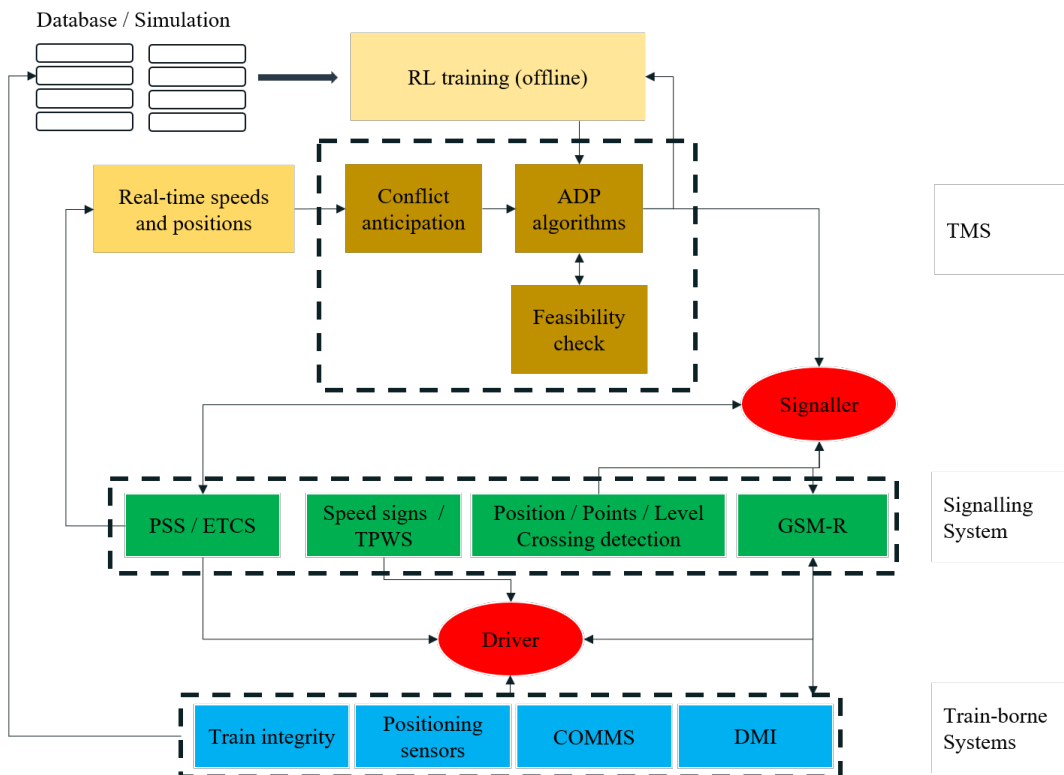 Database / Simulation
RL training (offline)
Real-time speeds
and positions
Conflict
anticipation
ADP
algorithms
TMS
Feasibility
check
Signaller
PSS / ETCS
Speed signs /
TPWS
Position / Points / Level
Crossing detection
GSM-R
Signalling
System
Driver
Train integrity
Positioning
sensors
COMMS
DMI
Train-borne
Systems